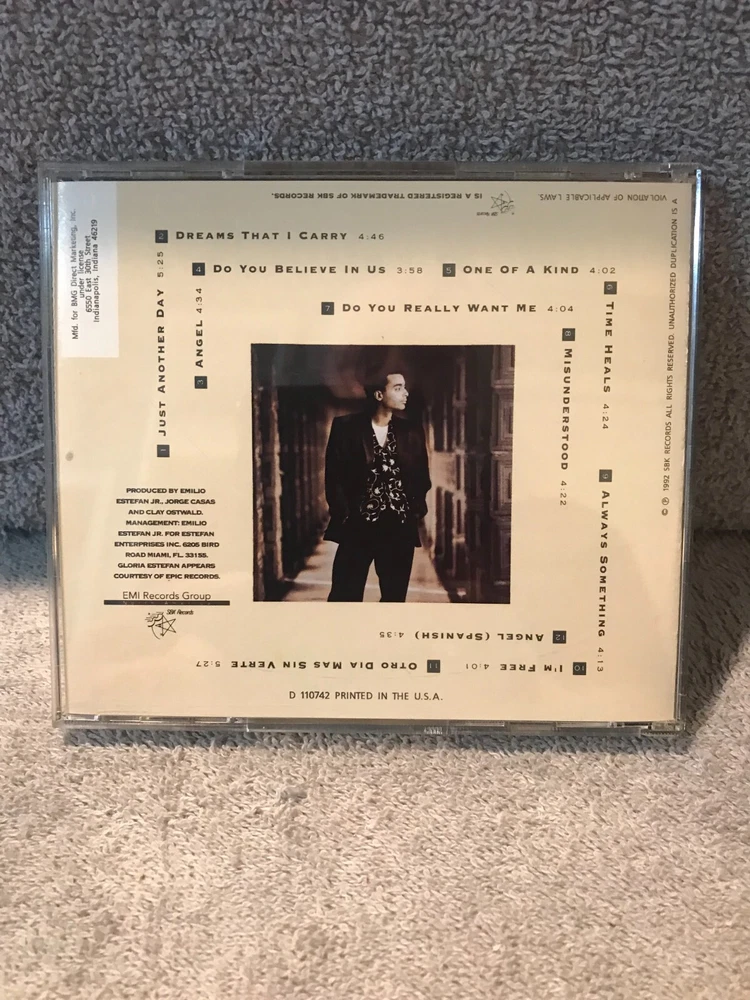 Mfd. for BMG Direct Marketing, Inc.
under license
6550 East 30th Street
Indianapolis, Indiana 46219
IS A REGISTERED TRADEMARK OF SBK RECORDS.
VIOLATION OF APPLICABLE LAWS.
© ℗ 1992 SBK RECORDS ALL RIGHTS RESERVED. UNAUTHORIZED DUPLICATION IS A
1 JUST ANOTHER DAY 5:25
2 DREAMS THAT I CARRY 4:46
3 ANGEL 4:34
4 DO YOU BELIEVE IN US 3:58
5 ONE OF A KIND 4:02
6 TIME HEALS 4:24
7 DO YOU REALLY WANT ME 4:04
8 MISUNDERSTOOD 4:22
9 ALWAYS SOMETHING 4:13
10 I'M FREE 4:01
11 OTRO DIA MAS SIN VERTE 5:27
12 ANGEL (SPANISH) 4:35
PRODUCED BY EMILIO
ESTEFAN JR., JORGE CASAS
AND CLAY OSTWALD.
MANAGEMENT: EMILIO
ESTEFAN JR. FOR ESTEFAN
ENTERPRISES INC. 6205 BIRD
ROAD MIAMI, FL. 33155.
GLORIA ESTEFAN APPEARS
COURTESY OF EPIC RECORDS.
EMI Records Group
SBK Records
D 110742 PRINTED IN THE U.S.A.